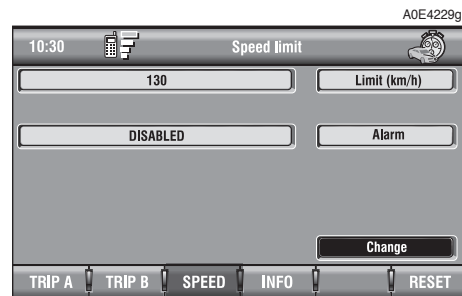 A0E4229g
10:30 Speed limit
130 Limit (km/h)
DISABLED Alarm
Change
TRIP A TRIP B SPEED INFO RESET